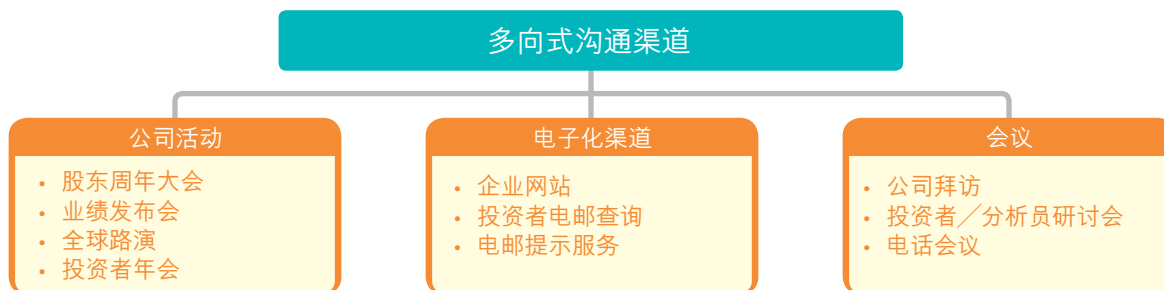 多向式沟通渠道
公司活动
• 股东周年大会
• 业绩发布会
• 全球路演
• 投资者年会
电子化渠道
• 企业网站
• 投资者电邮查询
• 电邮提示服务
会议
• 公司拜访
• 投资者／分析员研讨会
• 电话会议